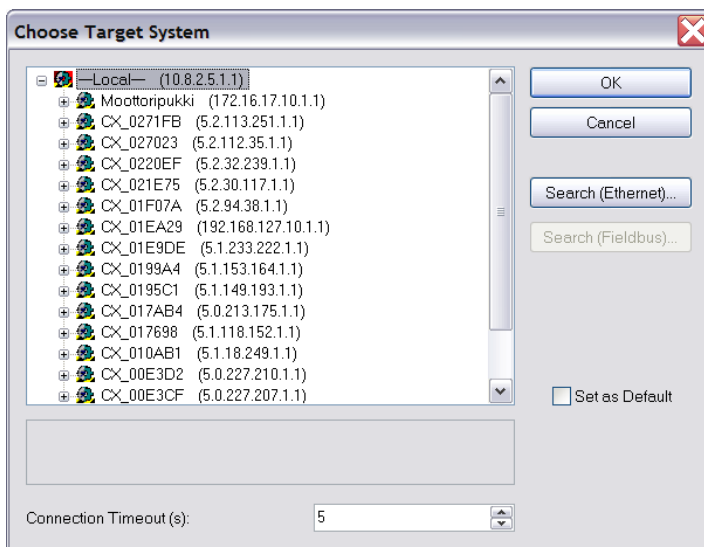 Choose Target System
—Local— (10.8.2.5.1.1)
Moottoripukki (172.16.17.10.1.1)
CX_0271FB (5.2.113.251.1.1)
CX_027023 (5.2.112.35.1.1)
CX_0220EF (5.2.32.239.1.1)
CX_021E75 (5.2.30.117.1.1)
CX_01F07A (5.2.94.38.1.1)
CX_01EA29 (192.168.127.10.1.1)
CX_01E9DE (5.1.233.222.1.1)
CX_0199A4 (5.1.153.164.1.1)
CX_0195C1 (5.1.149.193.1.1)
CX_017AB4 (5.0.213.175.1.1)
CX_017698 (5.1.118.152.1.1)
CX_010AB1 (5.1.18.249.1.1)
CX_00E3D2 (5.0.227.210.1.1)
CX_00E3CF (5.0.227.207.1.1)
OK
Cancel
Search (Ethernet)...
Search (Fieldbus)...
Set as Default
Connection Timeout (s): 5